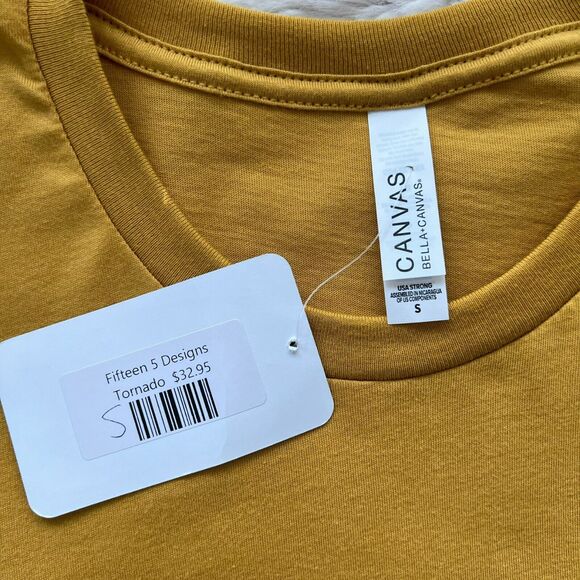 CANVAS
BELLA+CANVAS®
USA STRONG
ASSEMBLED IN NICARAGUA
OF US COMPONENTS
S
Fifteen 5 Designs
Tornado $32.95
S